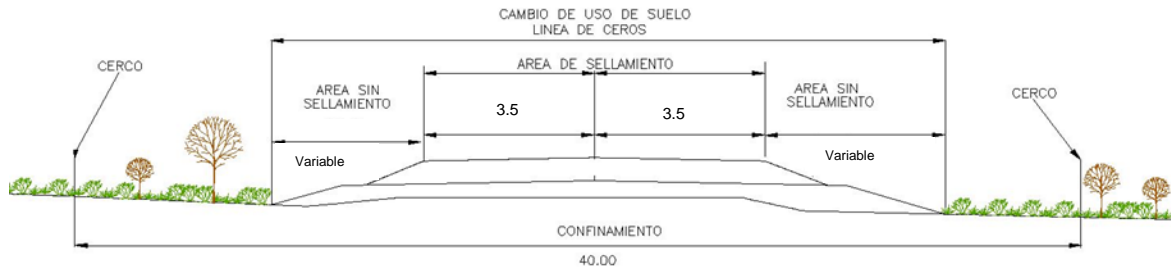 CAMBIO DE USO DE SUELO
LINEA DE CEROS
CERCO
AREA DE SELLAMIENTO
AREA SIN
SELLAMIENTO
3.5
3.5
AREA SIN
SELLAMIENTO
CERCO
Variable
Variable
CONFINAMIENTO
40.00